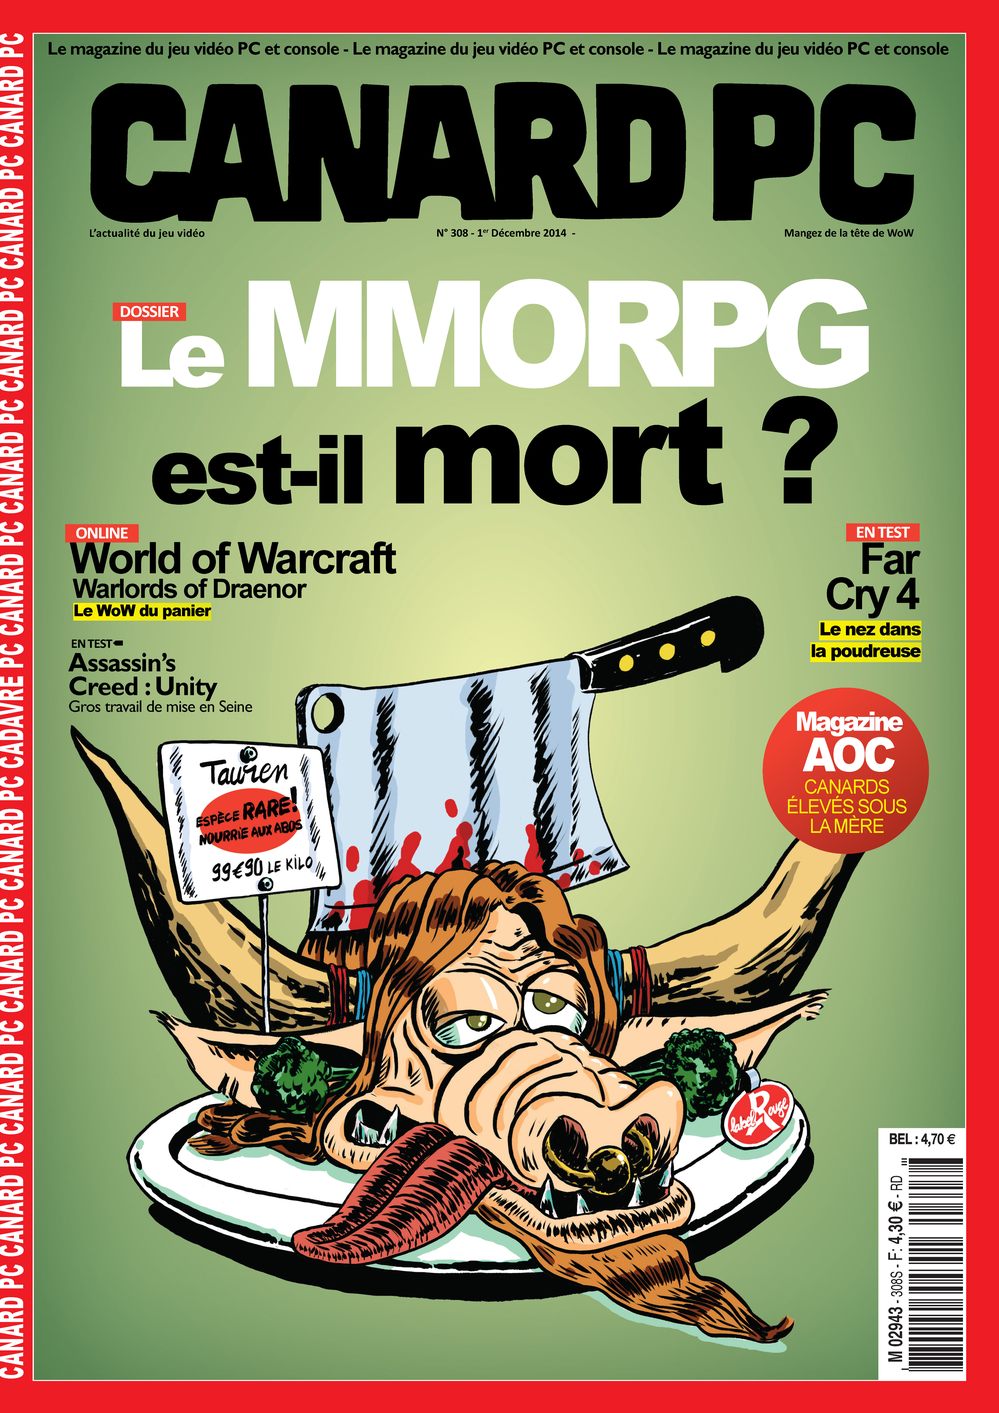 Le magazine du jeu vidéo PC et console - Le magazine du jeu vidéo PC et console - Le magazine du jeu vidéo PC et console
CANARD PC
L'actualité du jeu vidéo
N° 308 - 1er Décembre 2014 -
Mangez de la tête de WoW
DOSSIER
Le MMORPG
est-il mort ?
ONLINE
World of Warcraft
Warlords of Draenor
Le WoW du panier
EN TEST
Assassin's
Creed : Unity
Gros travail de mise en Seine
EN TEST
Far
Cry 4
Le nez dans
la poudreuse
Magazine
AOC
CANARDS
ÉLEVÉS SOUS
LA MÈRE
Tauren
ESPÈCE RARE!
NOURRIE AUX ABOS
99€90 LE KILO
label Rouge
BEL : 4,70 €
M 02943 - 308S - F: 4,30 € - RD
CANARD PC CANARD PC CANARD PC CANARD PC CANARD PC CADAVRE PC CANARD PC CANARD PC CANARD PC CANARD PC CANARD PC